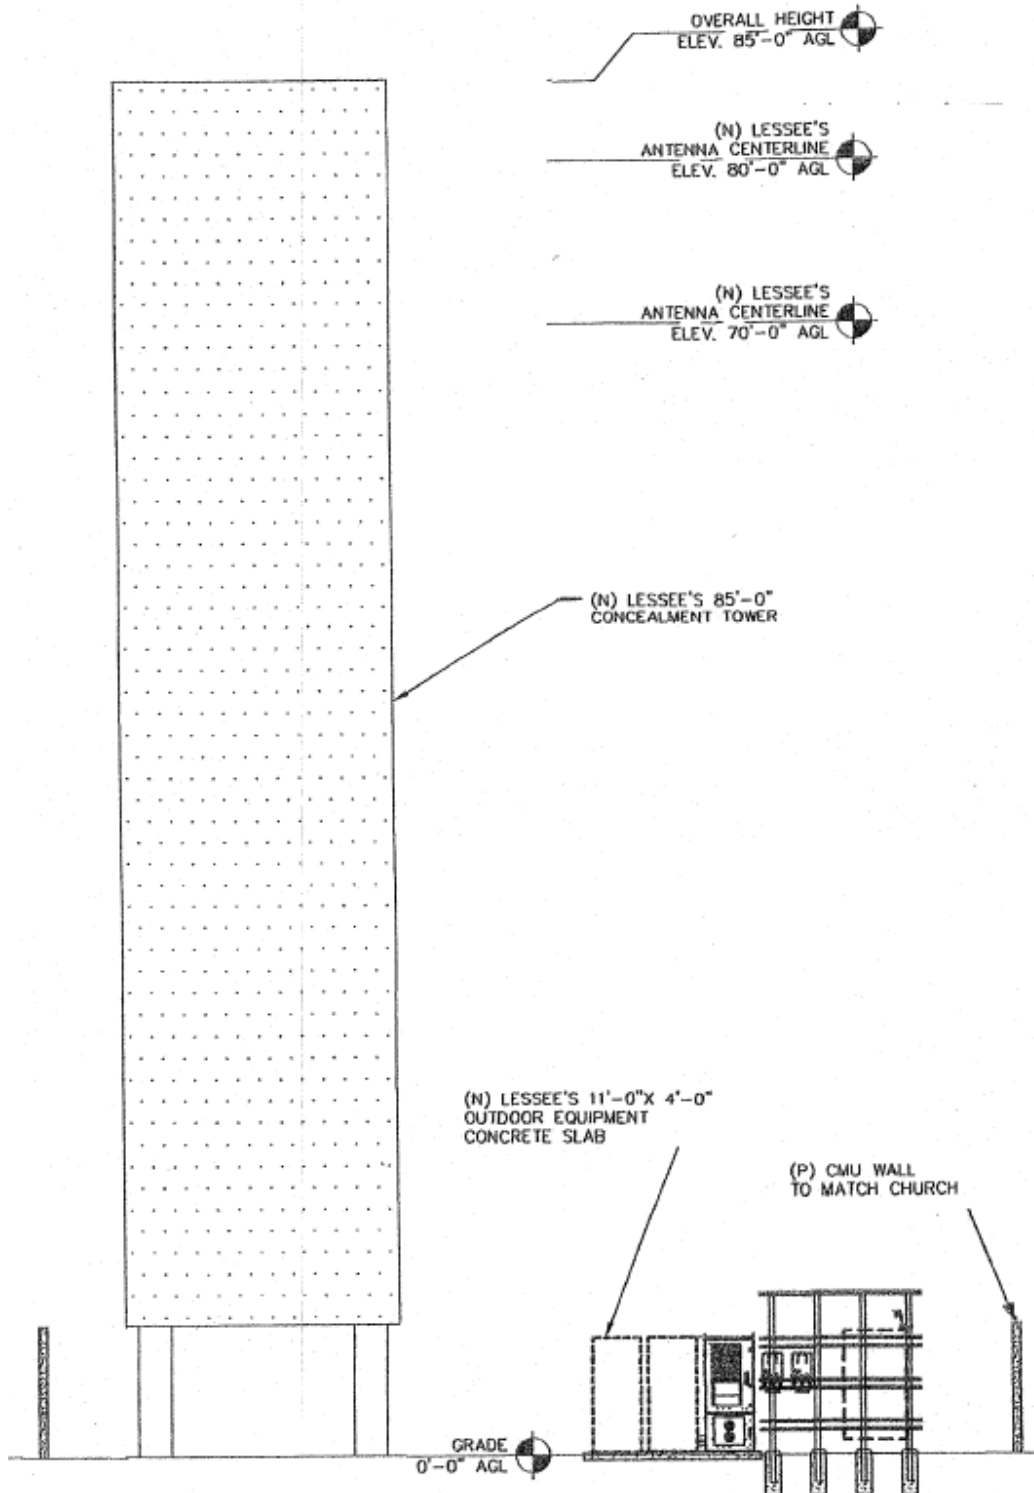 OVERALL HEIGHT
ELEV. 85'-0" AGL
(N) LESSEE'S
ANTENNA CENTERLINE
ELEV. 80'-0" AGL
(N) LESSEE'S
ANTENNA CENTERLINE
ELEV. 70'-0" AGL
(N) LESSEE'S 85'-0"
CONCEALMENT TOWER
(N) LESSEE'S 11'-0"X 4'-0"
OUTDOOR EQUIPMENT
CONCRETE SLAB
(P) CMU WALL
TO MATCH CHURCH
GRADE
0'-0" AGL